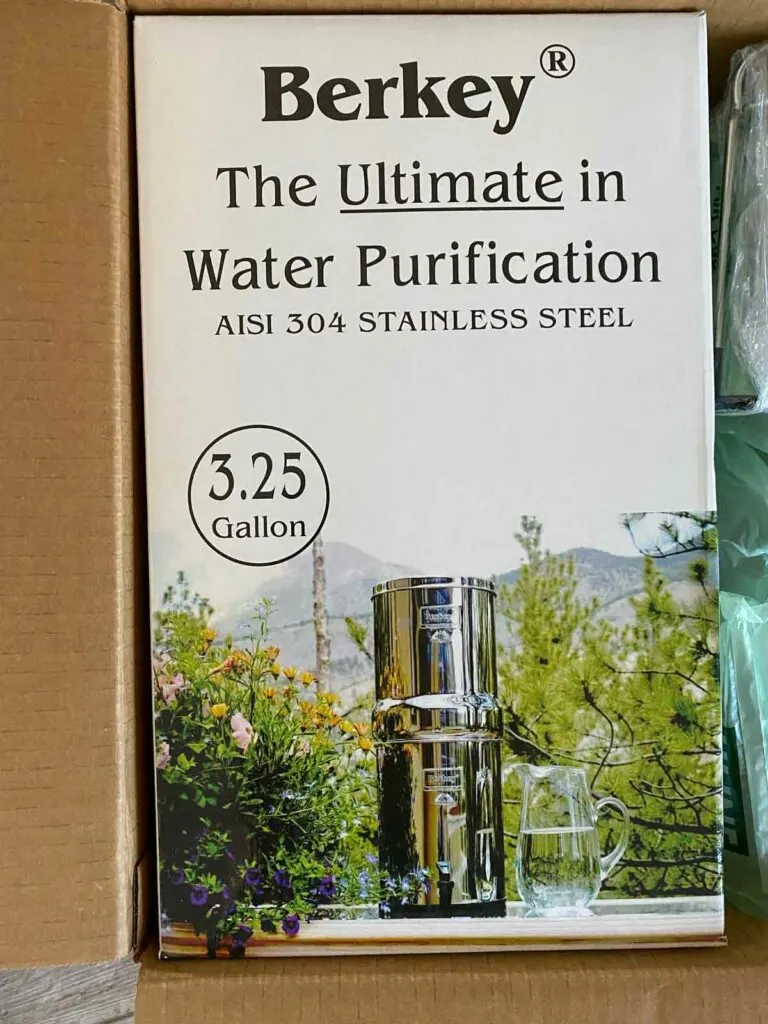 Berkey®
The Ultimate in
Water Purification
AISI 304 STAINLESS STEEL
3.25
Gallon